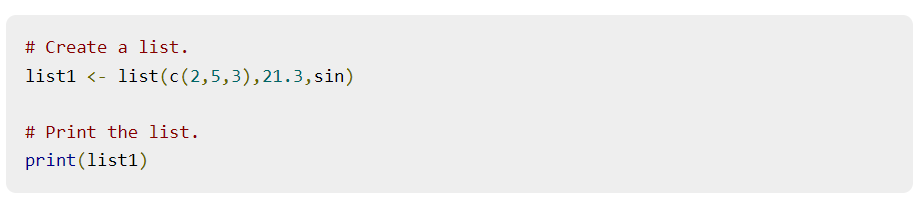 # Create a list.
list1 <- list(c(2,5,3),21.3,sin)
# Print the list.
print(list1)